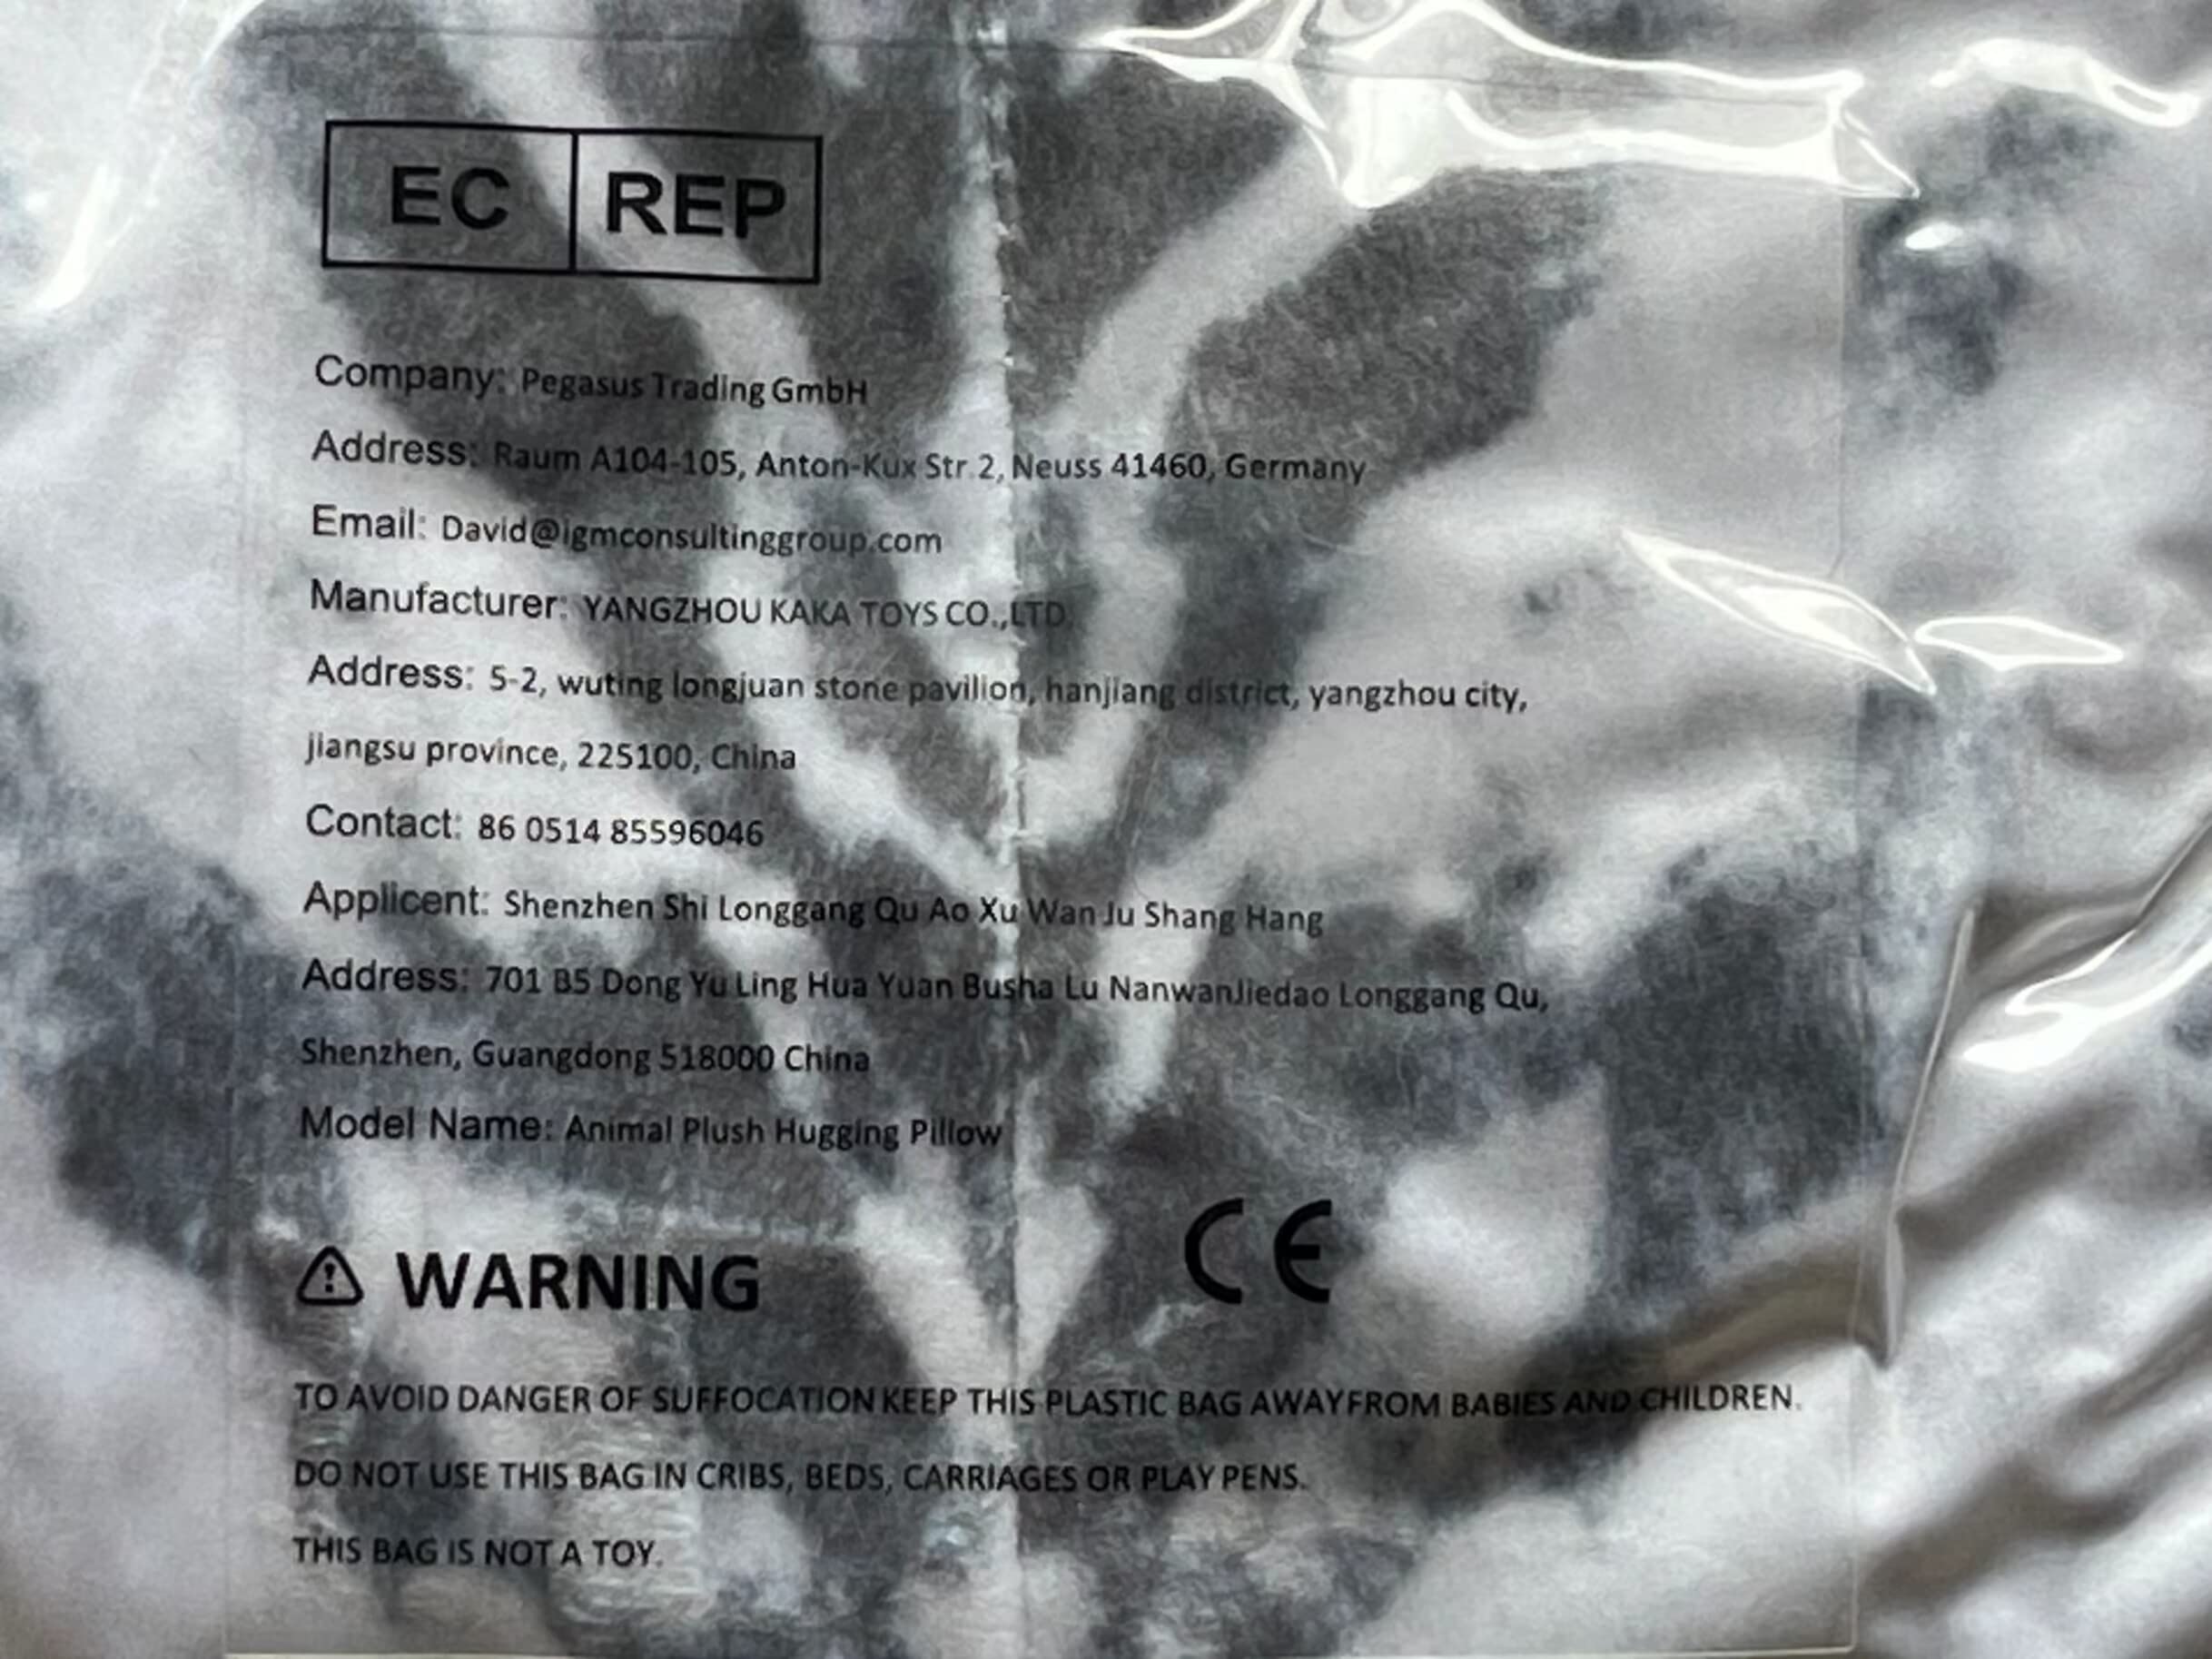 EC REP
Company: Pegasus Trading GmbH
Address: Raum A104-105, Anton-Kux Str.2, Neuss 41460, Germany
Email: David@igmconsultinggroup.com
Manufacturer: YANGZHOU KAKA TOYS CO.,LTD.
Address: 5-2, wuting longjuan stone pavilion, hanjiang district, yangzhou city,
jiangsu province, 225100, China
Contact: 86 0514 85596046
Applicent: Shenzhen Shi Longgang Qu Ao Xu Wan Ju Shang Hang
Address: 701 B5 Dong Yu Ling Hua Yuan Busha Lu NanwanJiedao Longgang Qu,
Shenzhen, Guangdong 518000 China
Model Name: Animal Plush Hugging Pillow
WARNING CE
TO AVOID DANGER OF SUFFOCATION KEEP THIS PLASTIC BAG AWAYFROM BABIES AND CHILDREN.
DO NOT USE THIS BAG IN CRIBS, BEDS, CARRIAGES OR PLAY PENS.
THIS BAG IS NOT A TOY.